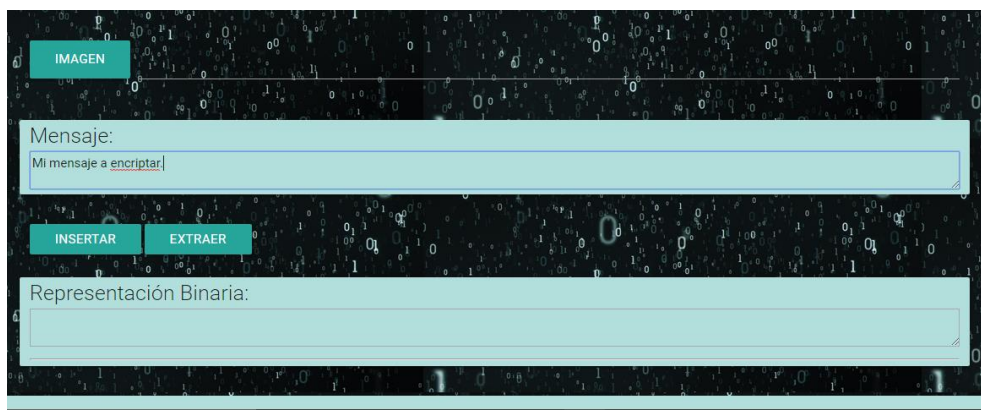 IMAGEN
Mensaje:
Mi mensaje a encriptar.
INSERTAR EXTRAER
Representación Binaria: